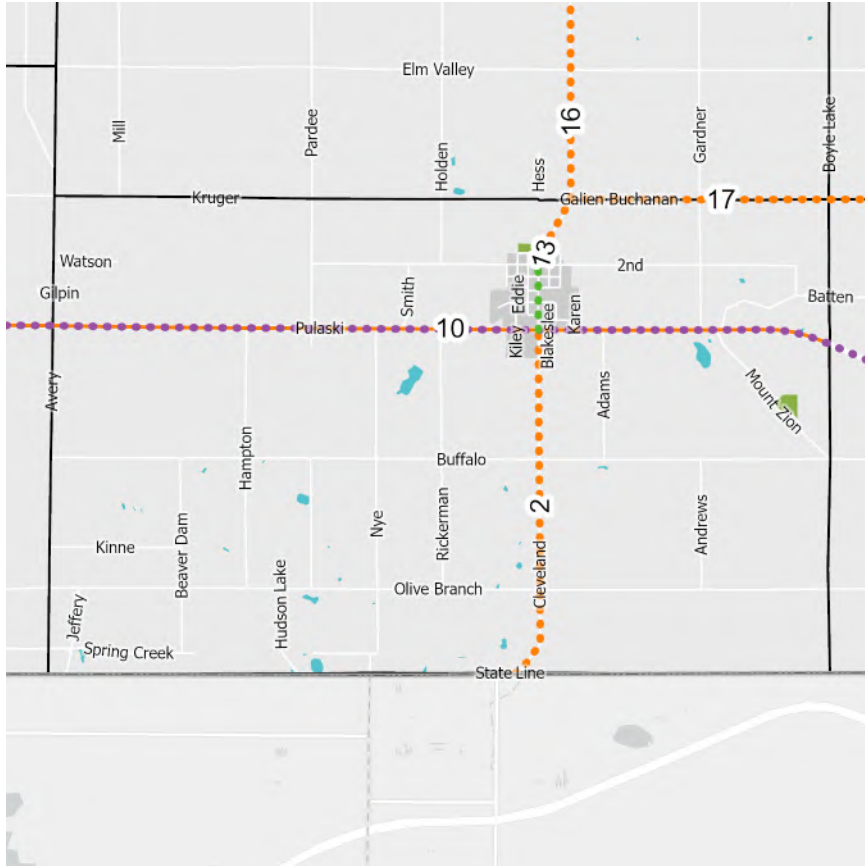 Elm Valley
16
Mill
Pardee
Holden
Hess
Gardner
Boyle Lake
Kruger
Galien Buchanan
17
13
Watson
2nd
Gilpin
Smith
Eddie
Karen
Batten
Pulaski
10
Kiley
Blakeslee
Avery
Adams
Mount Zion
Hampton
Buffalo
2
Nye
Rickerman
Andrews
Kinne
Beaver Dam
Olive Branch
Cleveland
Jeffery
Hudson Lake
Spring Creek
State Line